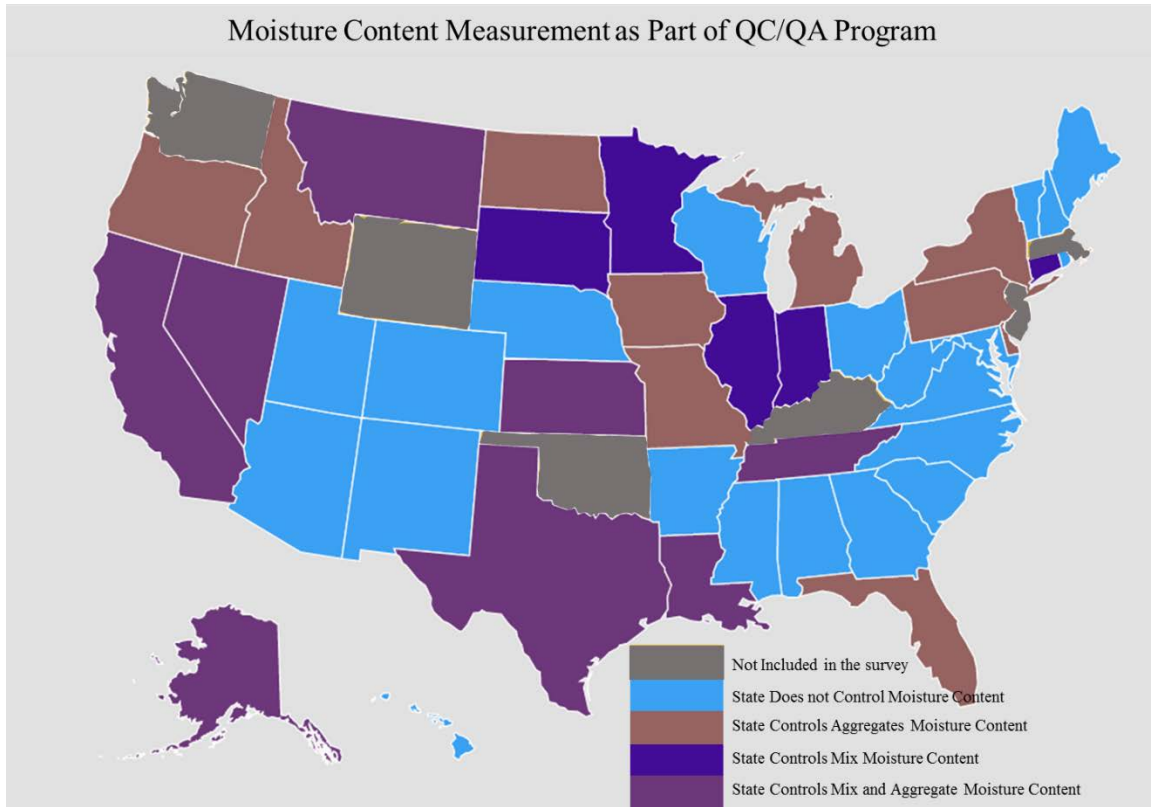 Moisture Content Measurement as Part of QC/QA Program
Not Included in the survey
State Does not Control Moisture Content
State Controls Aggregates Moisture Content
State Controls Mix Moisture Content
State Controls Mix and Aggregate Moisture Content